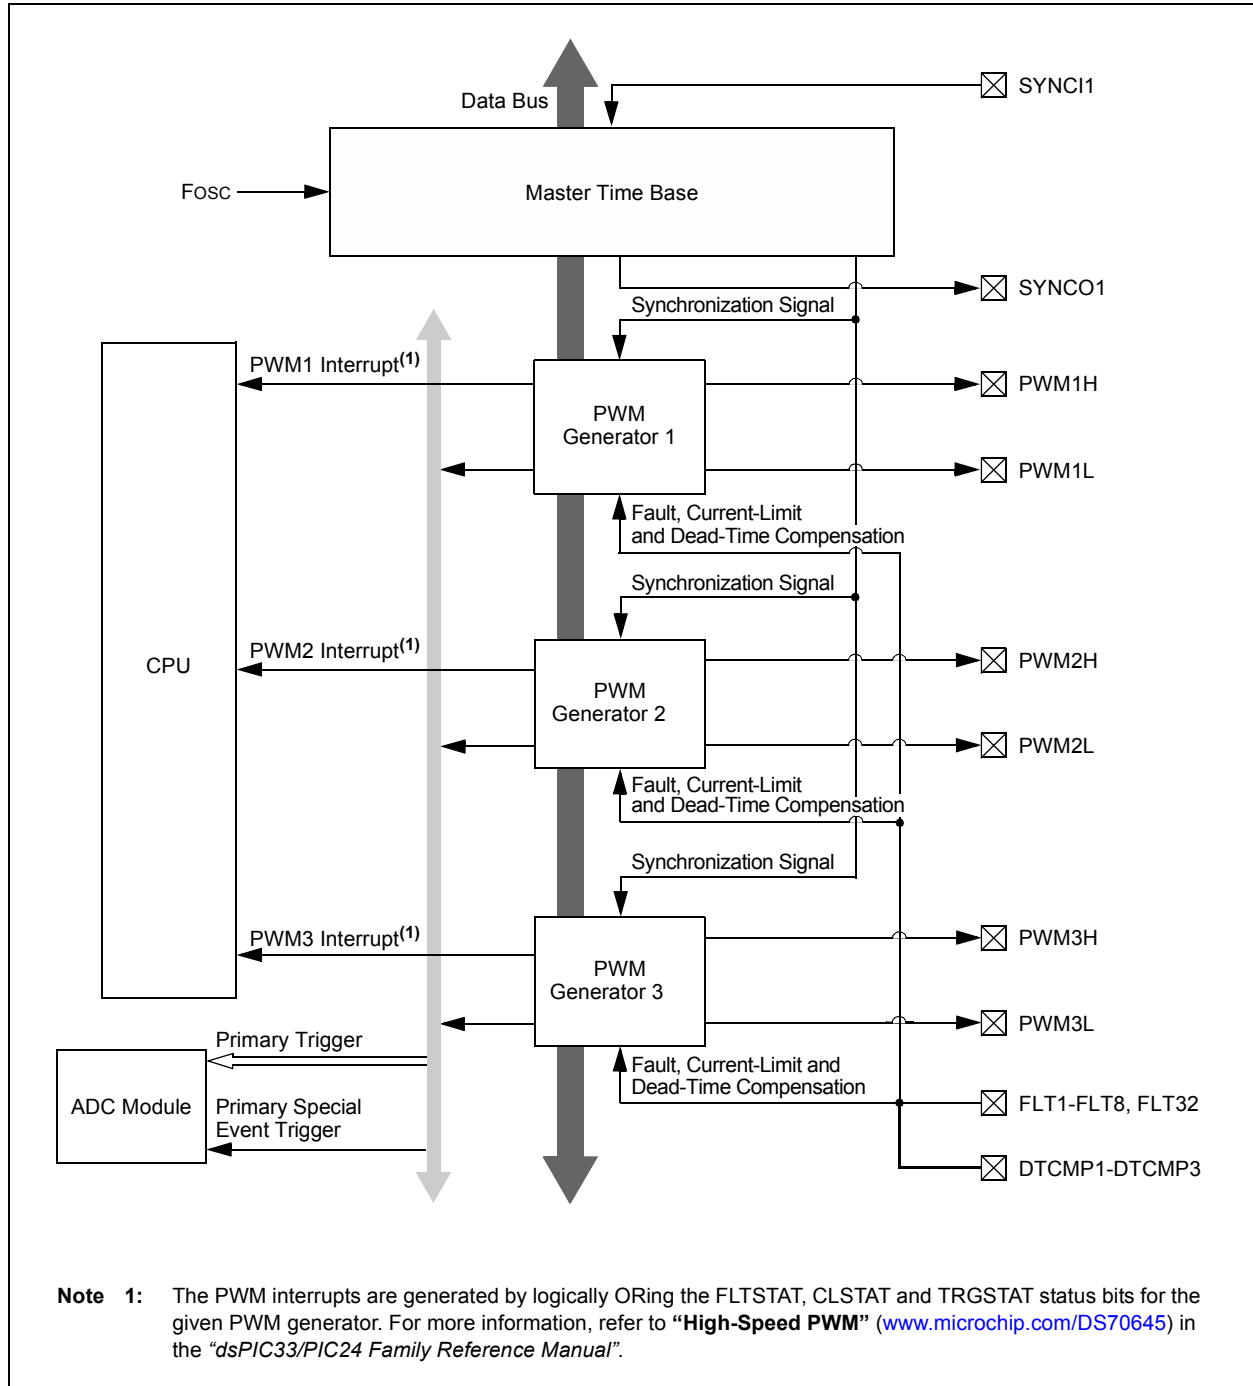 SYNCI1
Data Bus
FOSC
Master Time Base
SYNCO1
Synchronization Signal
PWM1 Interrupt(1)
PWM
Generator 1
PWM1H
PWM1L
Fault, Current-Limit
and Dead-Time Compensation
Synchronization Signal
CPU
PWM2 Interrupt(1)
PWM
Generator 2
PWM2H
PWM2L
Fault, Current-Limit
and Dead-Time Compensation
Synchronization Signal
PWM3 Interrupt(1)
PWM
Generator 3
PWM3H
PWM3L
Primary Trigger
Fault, Current-Limit and
Dead-Time Compensation
ADC Module
Primary Special
Event Trigger
FLT1-FLT8, FLT32
DTCMP1-DTCMP3
Note 1: The PWM interrupts are generated by logically ORing the FLTSTAT, CLSTAT and TRGSTAT status bits for the
given PWM generator. For more information, refer to “High-Speed PWM” (www.microchip.com/DS70645) in
the “dsPIC33/PIC24 Family Reference Manual”.